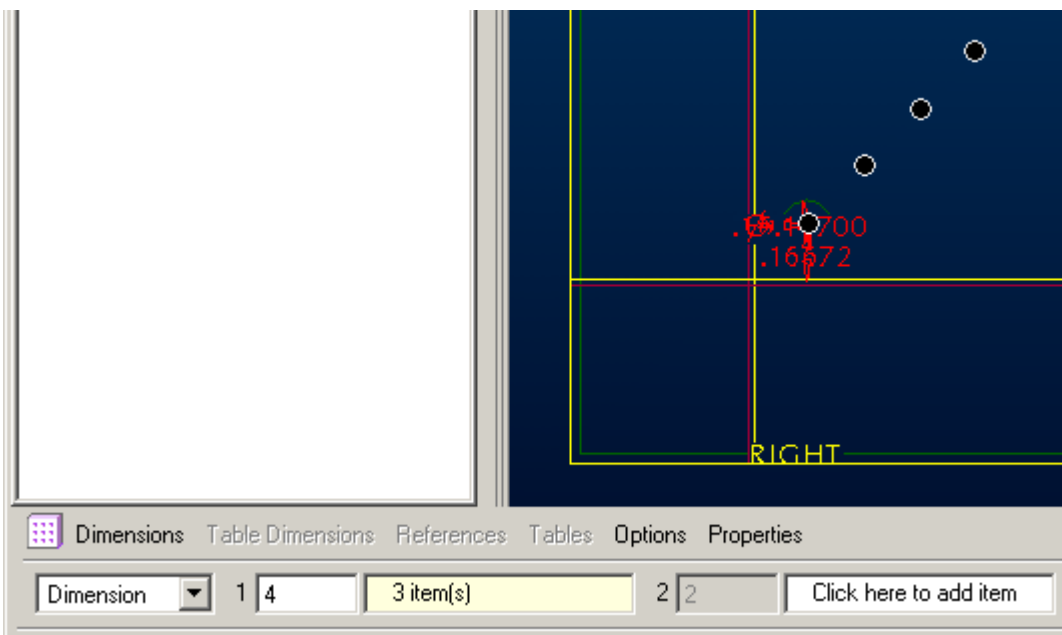 .16672
RIGHT
Dimensions Table Dimensions References Tables Options Properties
Dimension 1 4 3 item(s) 2 2 Click here to add item